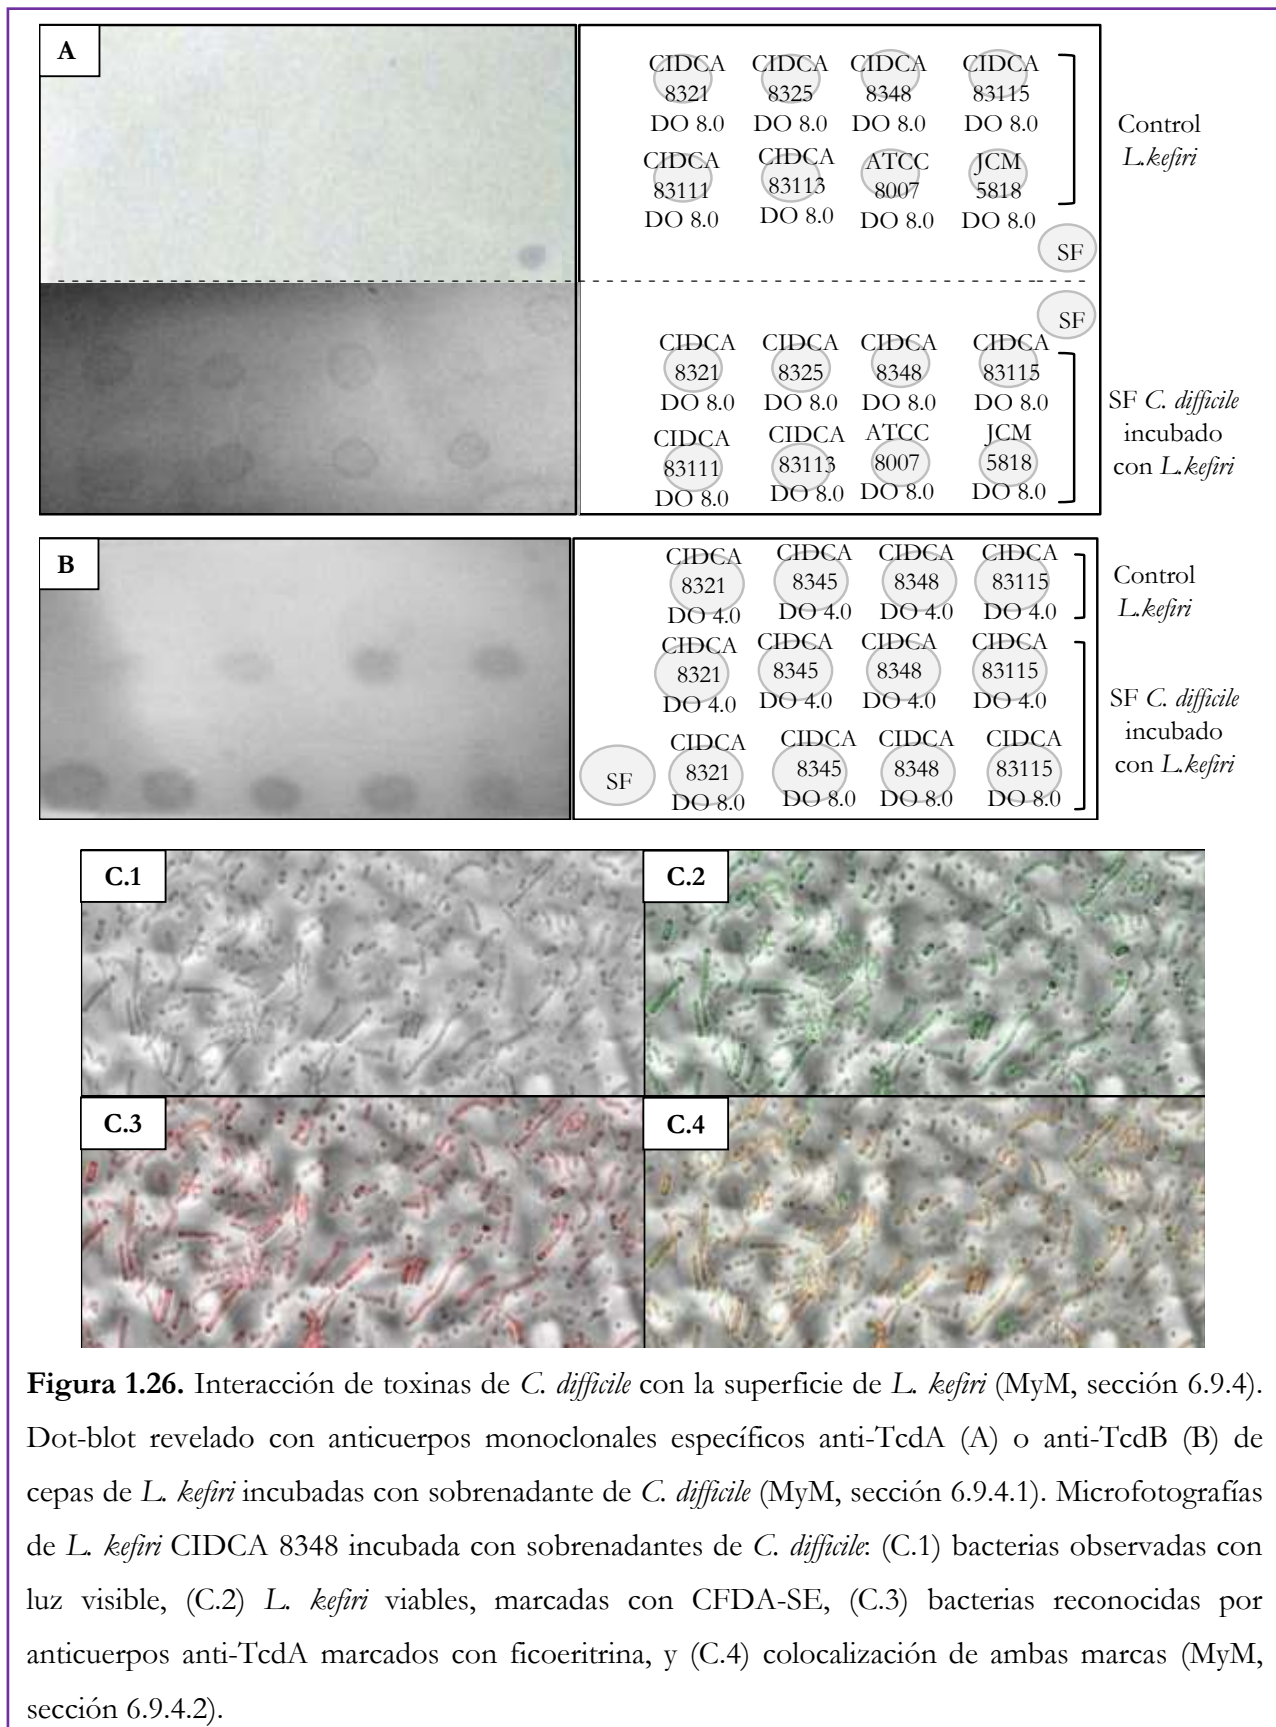 A
CIDCA CIDCA CIDCA CIDCA
8321 8325 8348 83115
DO 8.0 DO 8.0 DO 8.0 DO 8.0
Control
L.kefiri
CIDCA CIDCA ATCC JCM
83111 83113 8007 5818
DO 8.0 DO 8.0 DO 8.0 DO 8.0
SF
SF
CIDCA CIDCA CIDCA CIDCA
8321 8325 8348 83115
DO 8.0 DO 8.0 DO 8.0 DO 8.0
SF C. difficile
incubado
con L.kefiri
CIDCA CIDCA ATCC JCM
83111 83113 8007 5818
DO 8.0 DO 8.0 DO 8.0 DO 8.0
B
CIDCA CIDCA CIDCA CIDCA
8321 8345 8348 83115
DO 4.0 DO 4.0 DO 4.0 DO 4.0
Control
L.kefiri
CIDCA CIDCA CIDCA CIDCA
8321 8345 8348 83115
DO 4.0 DO 4.0 DO 4.0 DO 4.0
SF C. difficile
incubado
con L.kefiri
CIDCA CIDCA CIDCA CIDCA
SF 8321 8345 8348 83115
DO 8.0 DO 8.0 DO 8.0 DO 8.0
C.1
C.2
C.3
C.4
Figura 1.26. Interacción de toxinas de C. difficile con la superficie de L. kefiri (MyM, sección 6.9.4).
Dot-blot revelado con anticuerpos monoclonales específicos anti-TcdA (A) o anti-TcdB (B) de
cepas de L. kefiri incubadas con sobrenadante de C. difficile (MyM, sección 6.9.4.1). Microfotografías
de L. kefiri CIDCA 8348 incubada con sobrenadantes de C. difficile: (C.1) bacterias observadas con
luz visible, (C.2) L. kefiri viables, marcadas con CFDA-SE, (C.3) bacterias reconocidas por
anticuerpos anti-TcdA marcados con ficoeritrina, y (C.4) colocalización de ambas marcas (MyM,
sección 6.9.4.2).